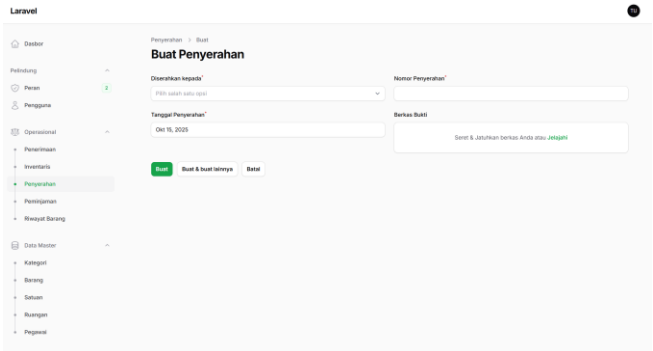 Laravel
TU
Dasbor
Pelindung
Peran 2
Pengguna
Operasional
Penerimaan
Inventaris
Penyerahan
Peminjaman
Riwayat Barang
Data Master
Kategori
Barang
Satuan
Ruangan
Pegawai
Penyerahan > Buat
Buat Penyerahan
Diserahkan kepada*
Pilih salah satu opsi
Nomor Penyerahan*
Tanggal Penyerahan*
Okt 15, 2025
Berkas Bukti
Seret & Jatuhkan berkas Anda atau Jelajahi
Buat
Buat & buat lainnya
Batal